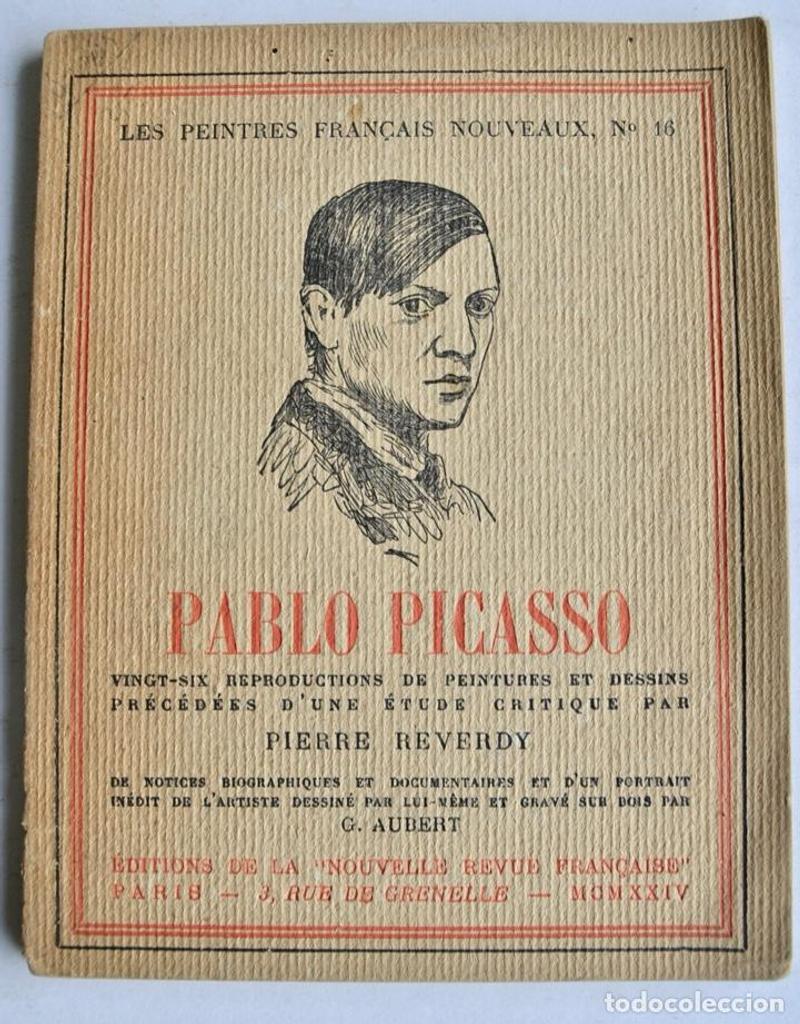 LES PEINTRES FRANÇAIS NOUVEAUX, No 16
PABLO PICASSO
VINGT-SIX REPRODUCTIONS DE PEINTURES ET DESSINS
PRÉCÉDÉES D'UNE ÉTUDE CRITIQUE PAR
PIERRE REVERDY
DE NOTICES BIOGRAPHIQUES ET DOCUMENTAIRES ET D'UN PORTRAIT
INÉDIT DE L'ARTISTE DESSINÉ PAR LUI-MÊME ET GRAVÉ SUR BOIS PAR
G. AUBERT
ÉDITIONS DE LA "NOUVELLE REVUE FRANÇAISE"
PARIS — 3, RUE DE GRENELLE — MCMXXIV
todocoleccion